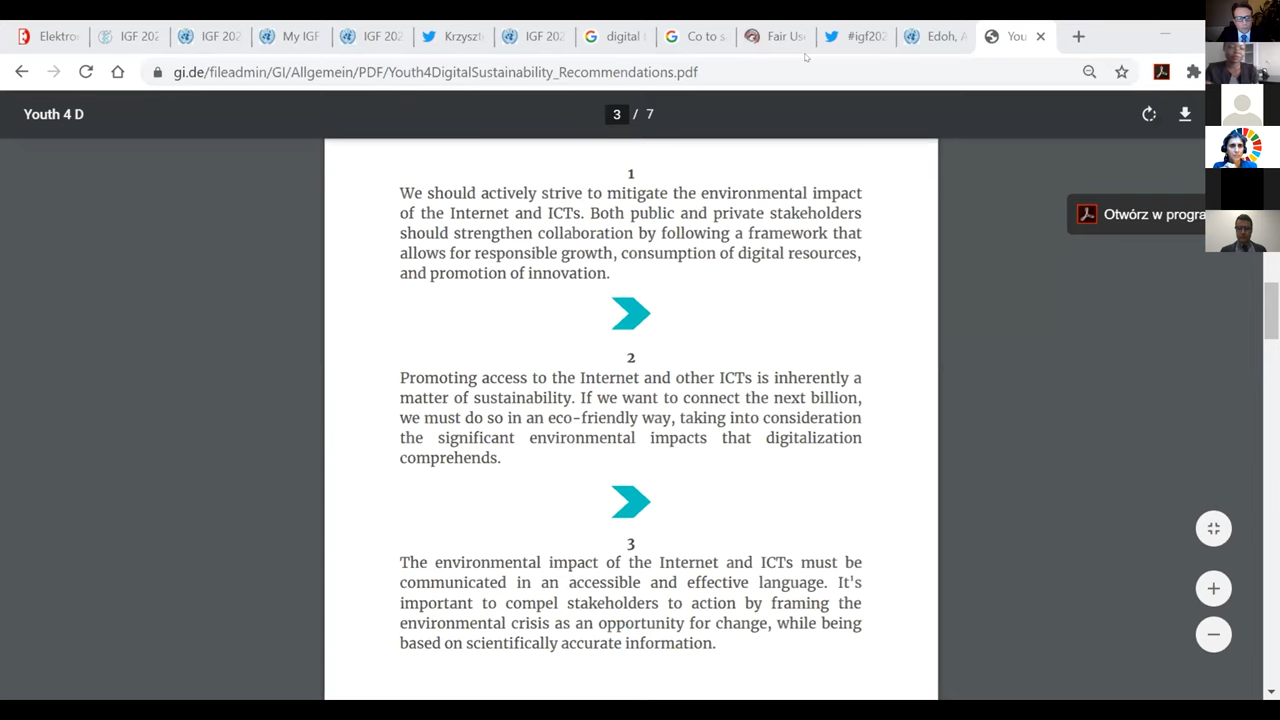 Elektro
IGF 202
IGF 202
My IGF
IGF 202
Krzyszt
IGF 202
digital
Co to s
Fair Us
#igf202
Edoh, A
You
gi.de/fileadmin/GI/Allgemein/PDF/Youth4DigitalSustainability_Recommendations.pdf
Youth 4 D
3 / 7
1
We should actively strive to mitigate the environmental impact
of the Internet and ICTs. Both public and private stakeholders
should strengthen collaboration by following a framework that
allows for responsible growth, consumption of digital resources,
and promotion of innovation.
2
Promoting access to the Internet and other ICTs is inherently a
matter of sustainability. If we want to connect the next billion,
we must do so in an eco-friendly way, taking into consideration
the significant environmental impacts that digitalization
comprehends.
3
The environmental impact of the Internet and ICTs must be
communicated in an accessible and effective language. It's
important to compel stakeholders to action by framing the
environmental crisis as an opportunity for change, while being
based on scientifically accurate information.
Otwórz w progra